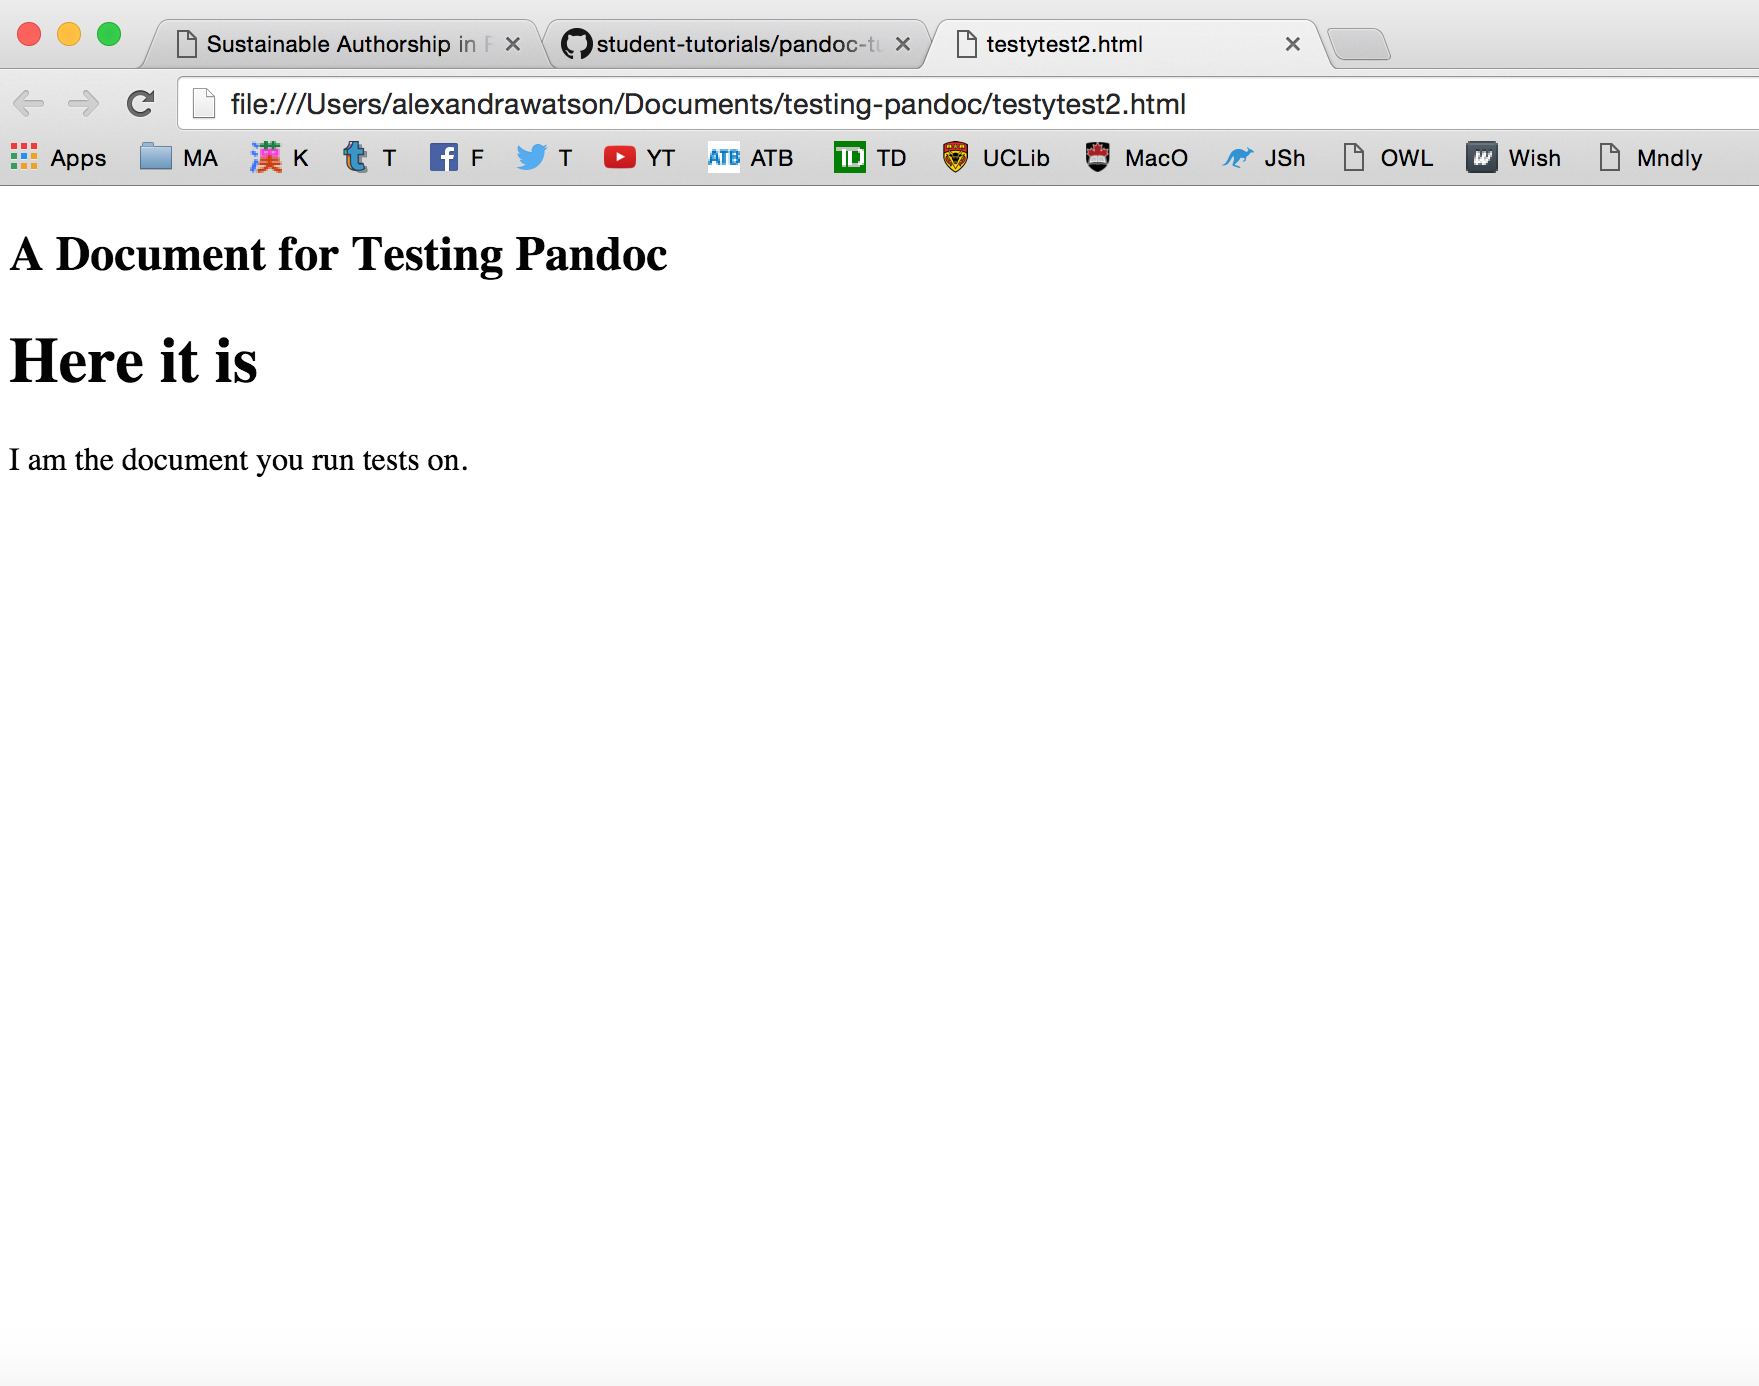 Sustainable Authorship in
student-tutorials/pandoc-tu
testytest2.html
file:///Users/alexandrawatson/Documents/testing-pandoc/testytest2.html
Apps MA 漢 K t T f F T YT ATB ATB TD TD UCLib MacO JSh OWL W Wish Mndly
A Document for Testing Pandoc
Here it is
I am the document you run tests on.